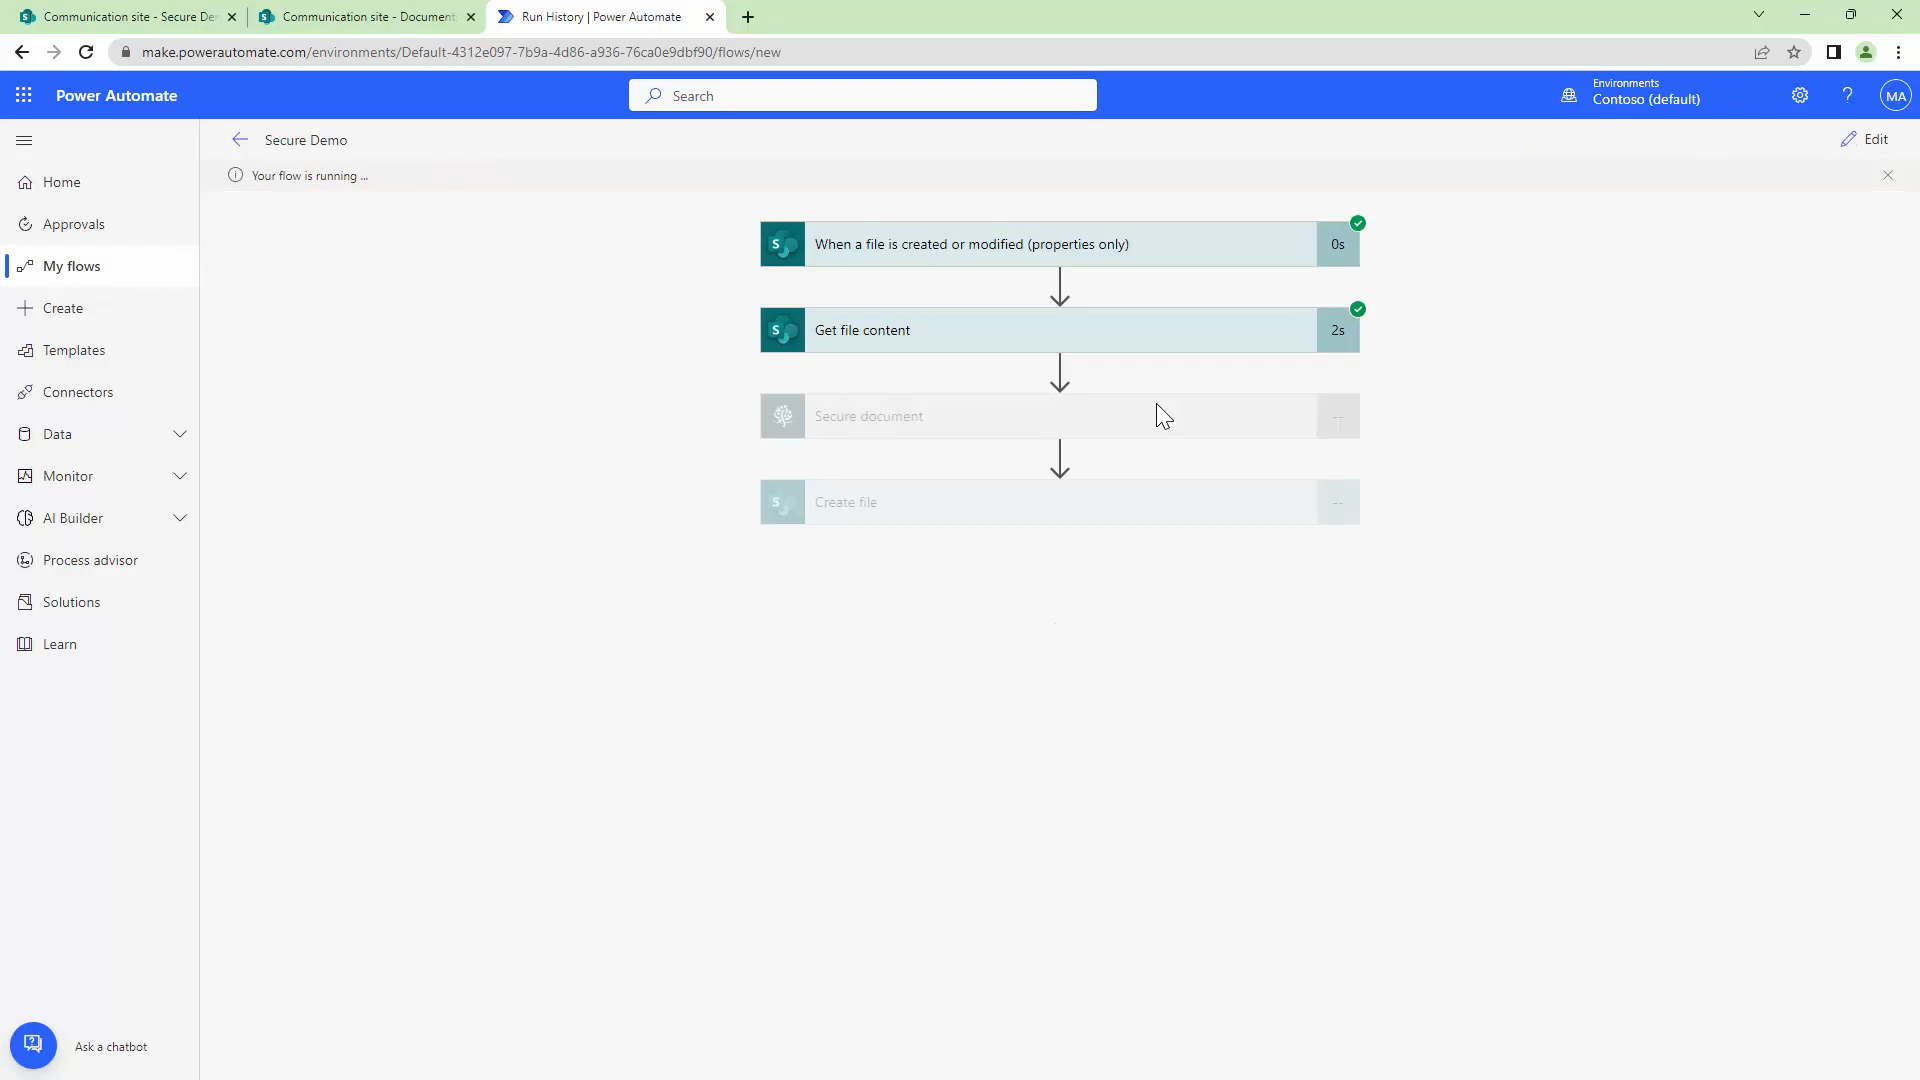 Communication site - Secure De
Communication site - Document
Run History | Power Automate
make.powerautomate.com/environments/Default-4312e097-7b9a-4d86-a936-76ca0e9dbf90/flows/new
Power Automate
Search
Environments
Contoso (default)
MA
Secure Demo
Edit
Your flow is running ...
Home
Approvals
My flows
Create
Templates
Connectors
Data
Monitor
AI Builder
Process advisor
Solutions
Learn
When a file is created or modified (properties only)
0s
Get file content
2s
Secure document
--
Create file
--
Ask a chatbot